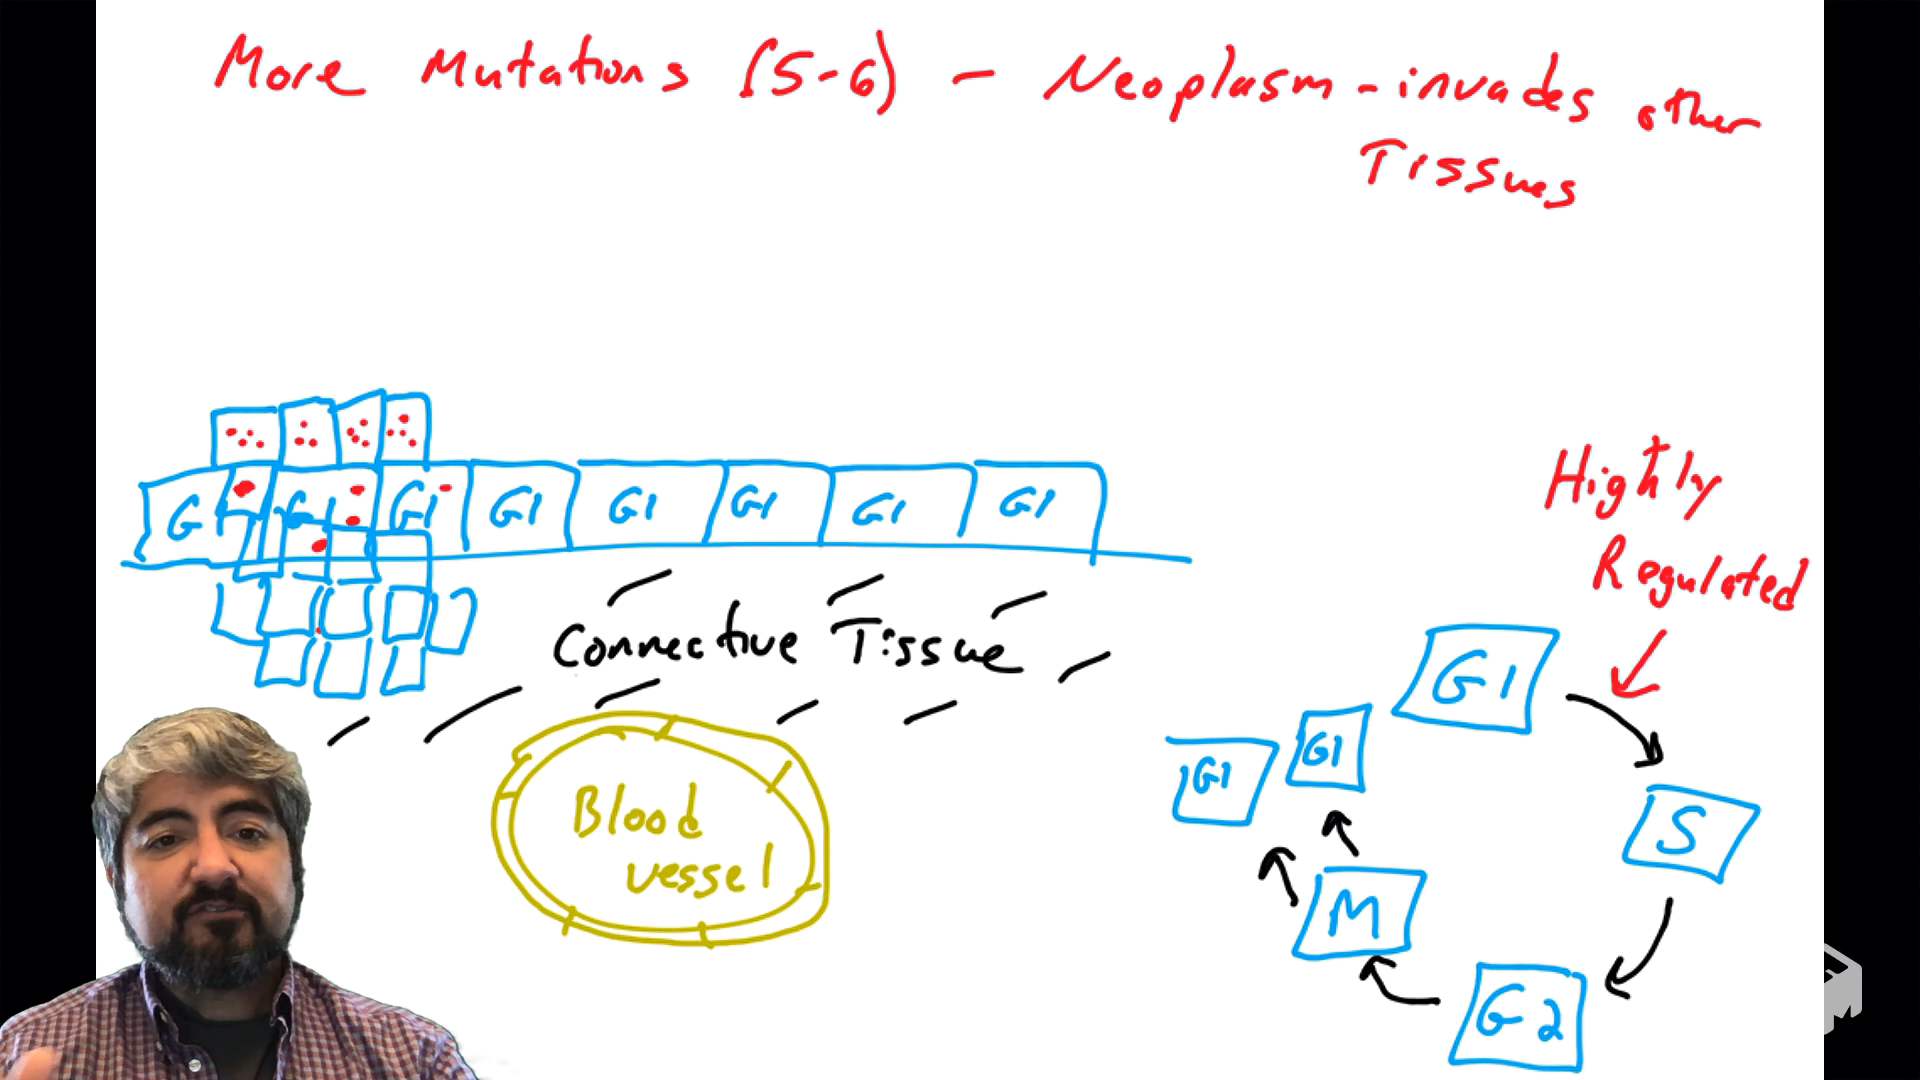 More Mutations (5-6) - Neoplasm - invades other
Tissues
G1 G1 G1 G1 G1 G1 G1 G1
Connective Tissue
Blood
vessel
Highly
Regulated
G1
G1 G1
S
M
G2